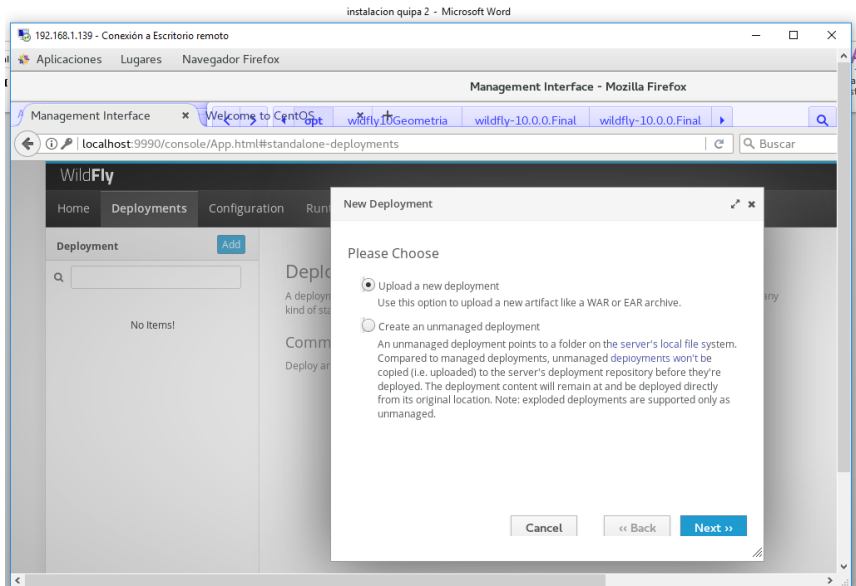 instalacion quipa 2 - Microsoft Word
192.168.1.139 - Conexión a Escritorio remoto
Aplicaciones Lugares Navegador Firefox
Management Interface - Mozilla Firefox
Management Interface Welcome to CentOS
opt wildfly10Geometria wildfly-10.0.0.Final wildfly-10.0.0.Final
localhost:9990/console/App.html#standalone-deployments Buscar
WildFly
Home Deployments Configuration Run
New Deployment
Deployment Add
No Items!
Deplo
A deployn
kind of sta
any
Comm
Deploy ar
Please Choose
Upload a new deployment
Use this option to upload a new artifact like a WAR or EAR archive.
Create an unmanaged deployment
An unmanaged deployment points to a folder on the server's local file system.
Compared to managed deployments, unmanaged deployments won't be
copied (i.e. uploaded) to the server's deployment repository before they're
deployed. The deployment content will remain at and be deployed directly
from its original location. Note: exploded deployments are supported only as
unmanaged.
Cancel ‹‹ Back Next ››